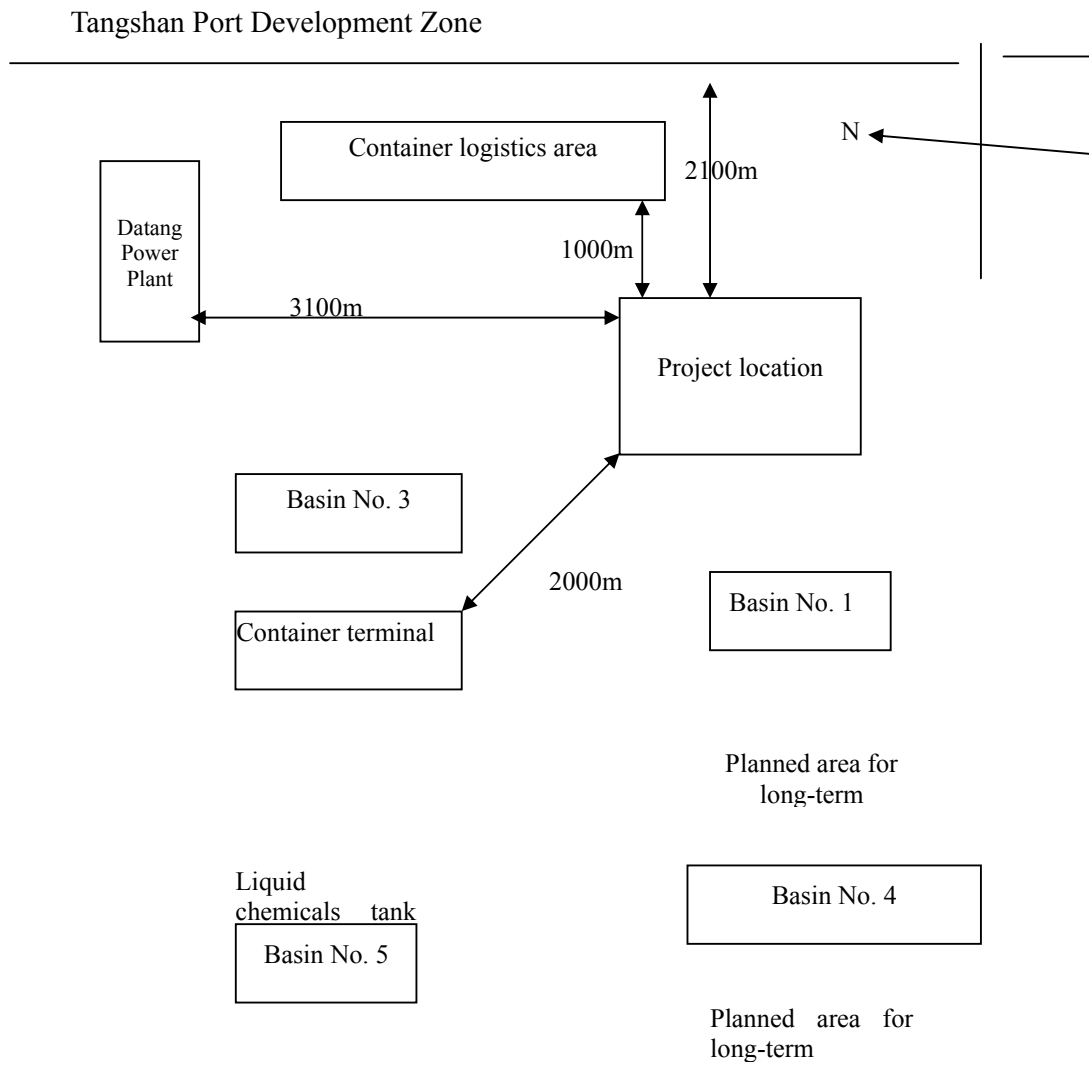 Tangshan Port Development Zone
N
Container logistics area
2100m
Datang
Power
Plant
1000m
3100m
Project location
Basin No. 3
2000m
Basin No. 1
Container terminal
Planned area for
long-term
Liquid
chemicals tank
Basin No. 4
Basin No. 5
Planned area for
long-term